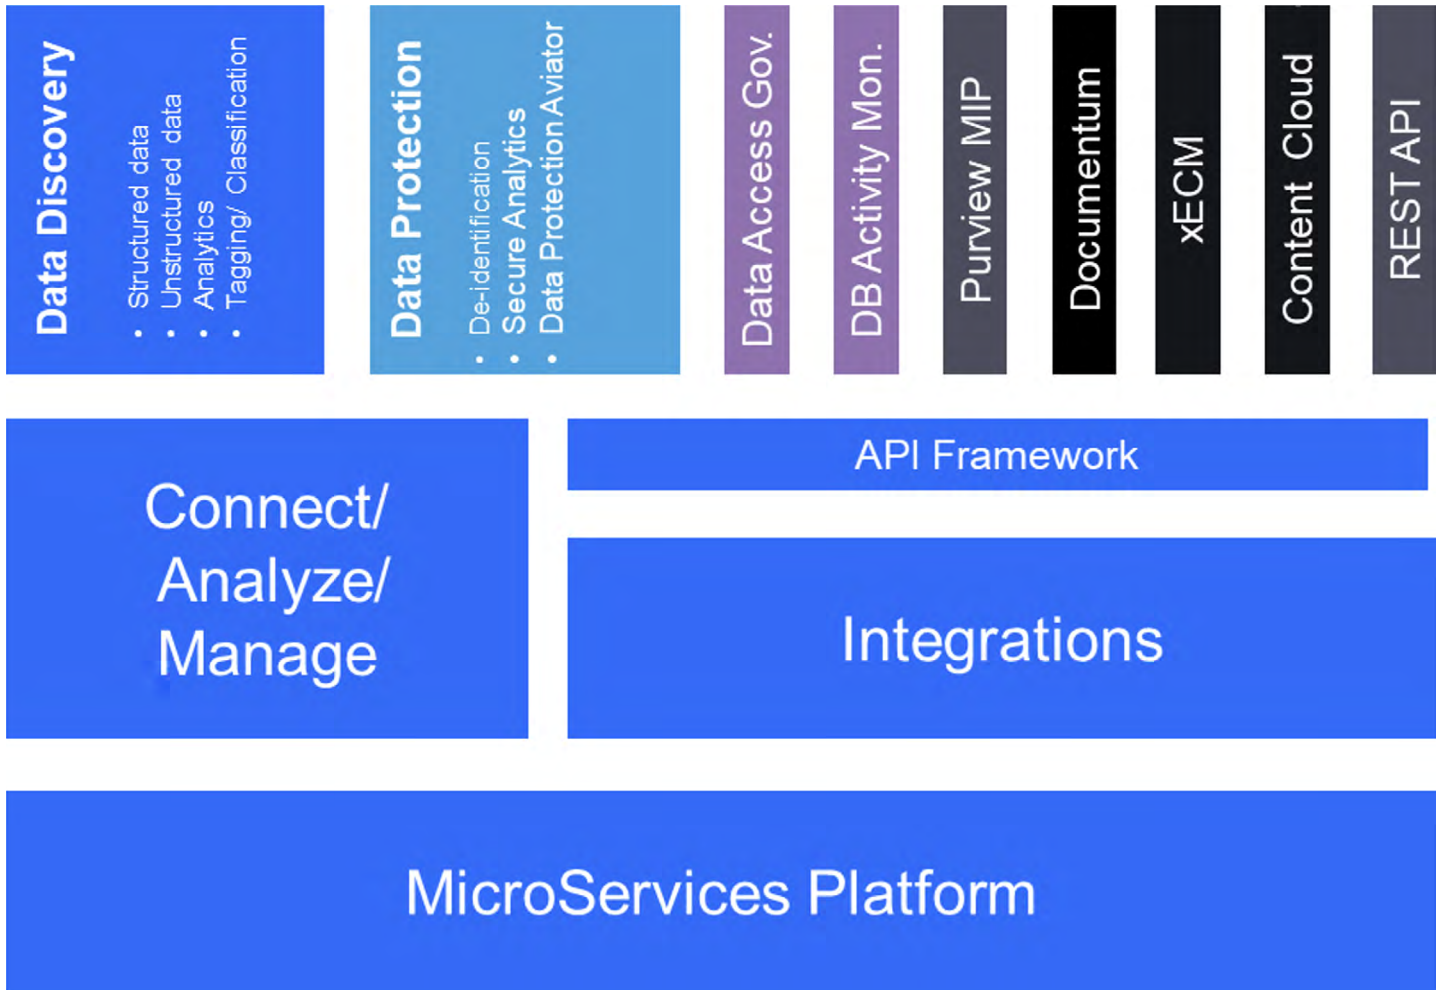 Data Discovery
• Structured data
• Unstructured data
• Analytics
• Tagging/ Classification
Data Protection
• De-identification
• Secure Analytics
• Data Protection Aviator
Data Access Gov.
DB Activity Mon.
Purview MIP
Documentum
xECM
Content Cloud
REST API
Connect/
Analyze/
Manage
API Framework
Integrations
MicroServices Platform